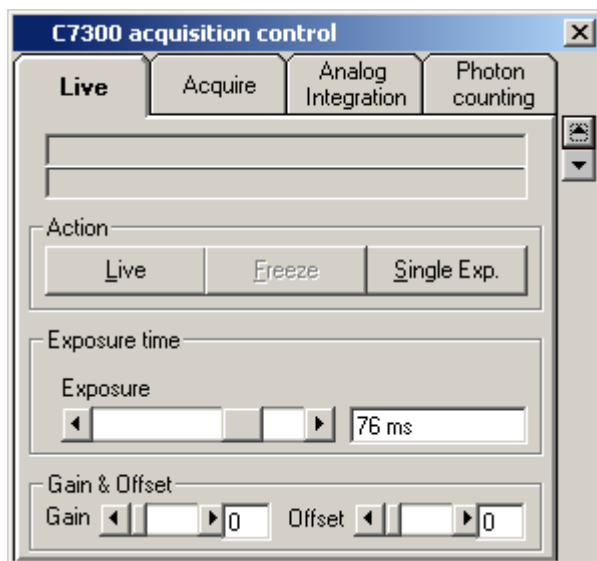 C7300 acquisition control
Live
Acquire
Analog
Integration
Photon
counting
Action
Live
Freeze
Single Exp.
Exposure time
Exposure
76 ms
Gain & Offset
Gain 0 Offset 0